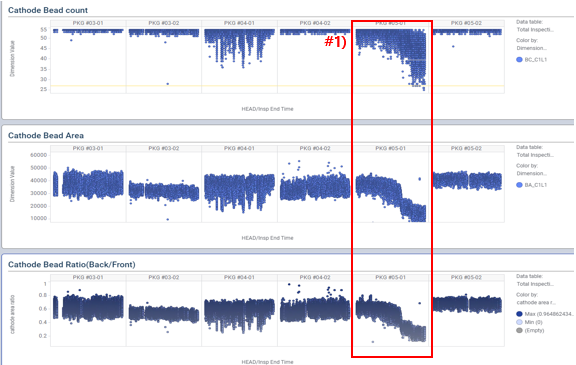 Cathode Bead count
PKG #03-01 PKG #03-02 PKG #04-01 PKG #04-02 PKG #05-01 PKG #05-02
Dimension Value
55
50
45
40
35
30
25
#1)
HEAD/Insp End Time
Data table:
Total Inspecti...
Color by:
Dimension...
BC_C1L1
Cathode Bead Area
PKG #03-01 PKG #03-02 PKG #04-01 PKG #04-02 PKG #05-01 PKG #05-02
Dimension Value
60000
50000
40000
30000
20000
10000
HEAD/Insp End Time
Data table:
Total Inspecti...
Color by:
Dimension...
BA_C1L1
Cathode Bead Ratio(Back/Front)
PKG #03-01 PKG #03-02 PKG #04-01 PKG #04-02 PKG #05-01 PKG #05-02
cathode area ratio
1
0.8
0.6
0.4
0.2
HEAD/Insp End Time
Data table:
Total Inspecti...
Color by:
cathode area r...
Max (0.964862434...
Min (0)
(Empty)